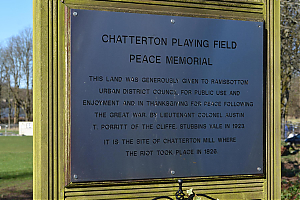 CHATTERTON PLAYING FIELD
PEACE MEMORIAL
THIS LAND WAS GENEROUSLY GIVEN TO RAMSBOTTOM
URBAN DISTRICT COUNCIL FOR PUBLIC USE AND
ENJOYMENT AND IN THANKSGIVING FOR PEACE FOLLOWING
THE GREAT WAR BY LIEUTENANT COLONEL AUSTIN
T. PORRITT OF THE CLIFFE, STUBBINS VALE IN 1923
IT IS THE SITE OF CHATTERTON MILL WHERE
THE RIOT TOOK PLACE IN 1826